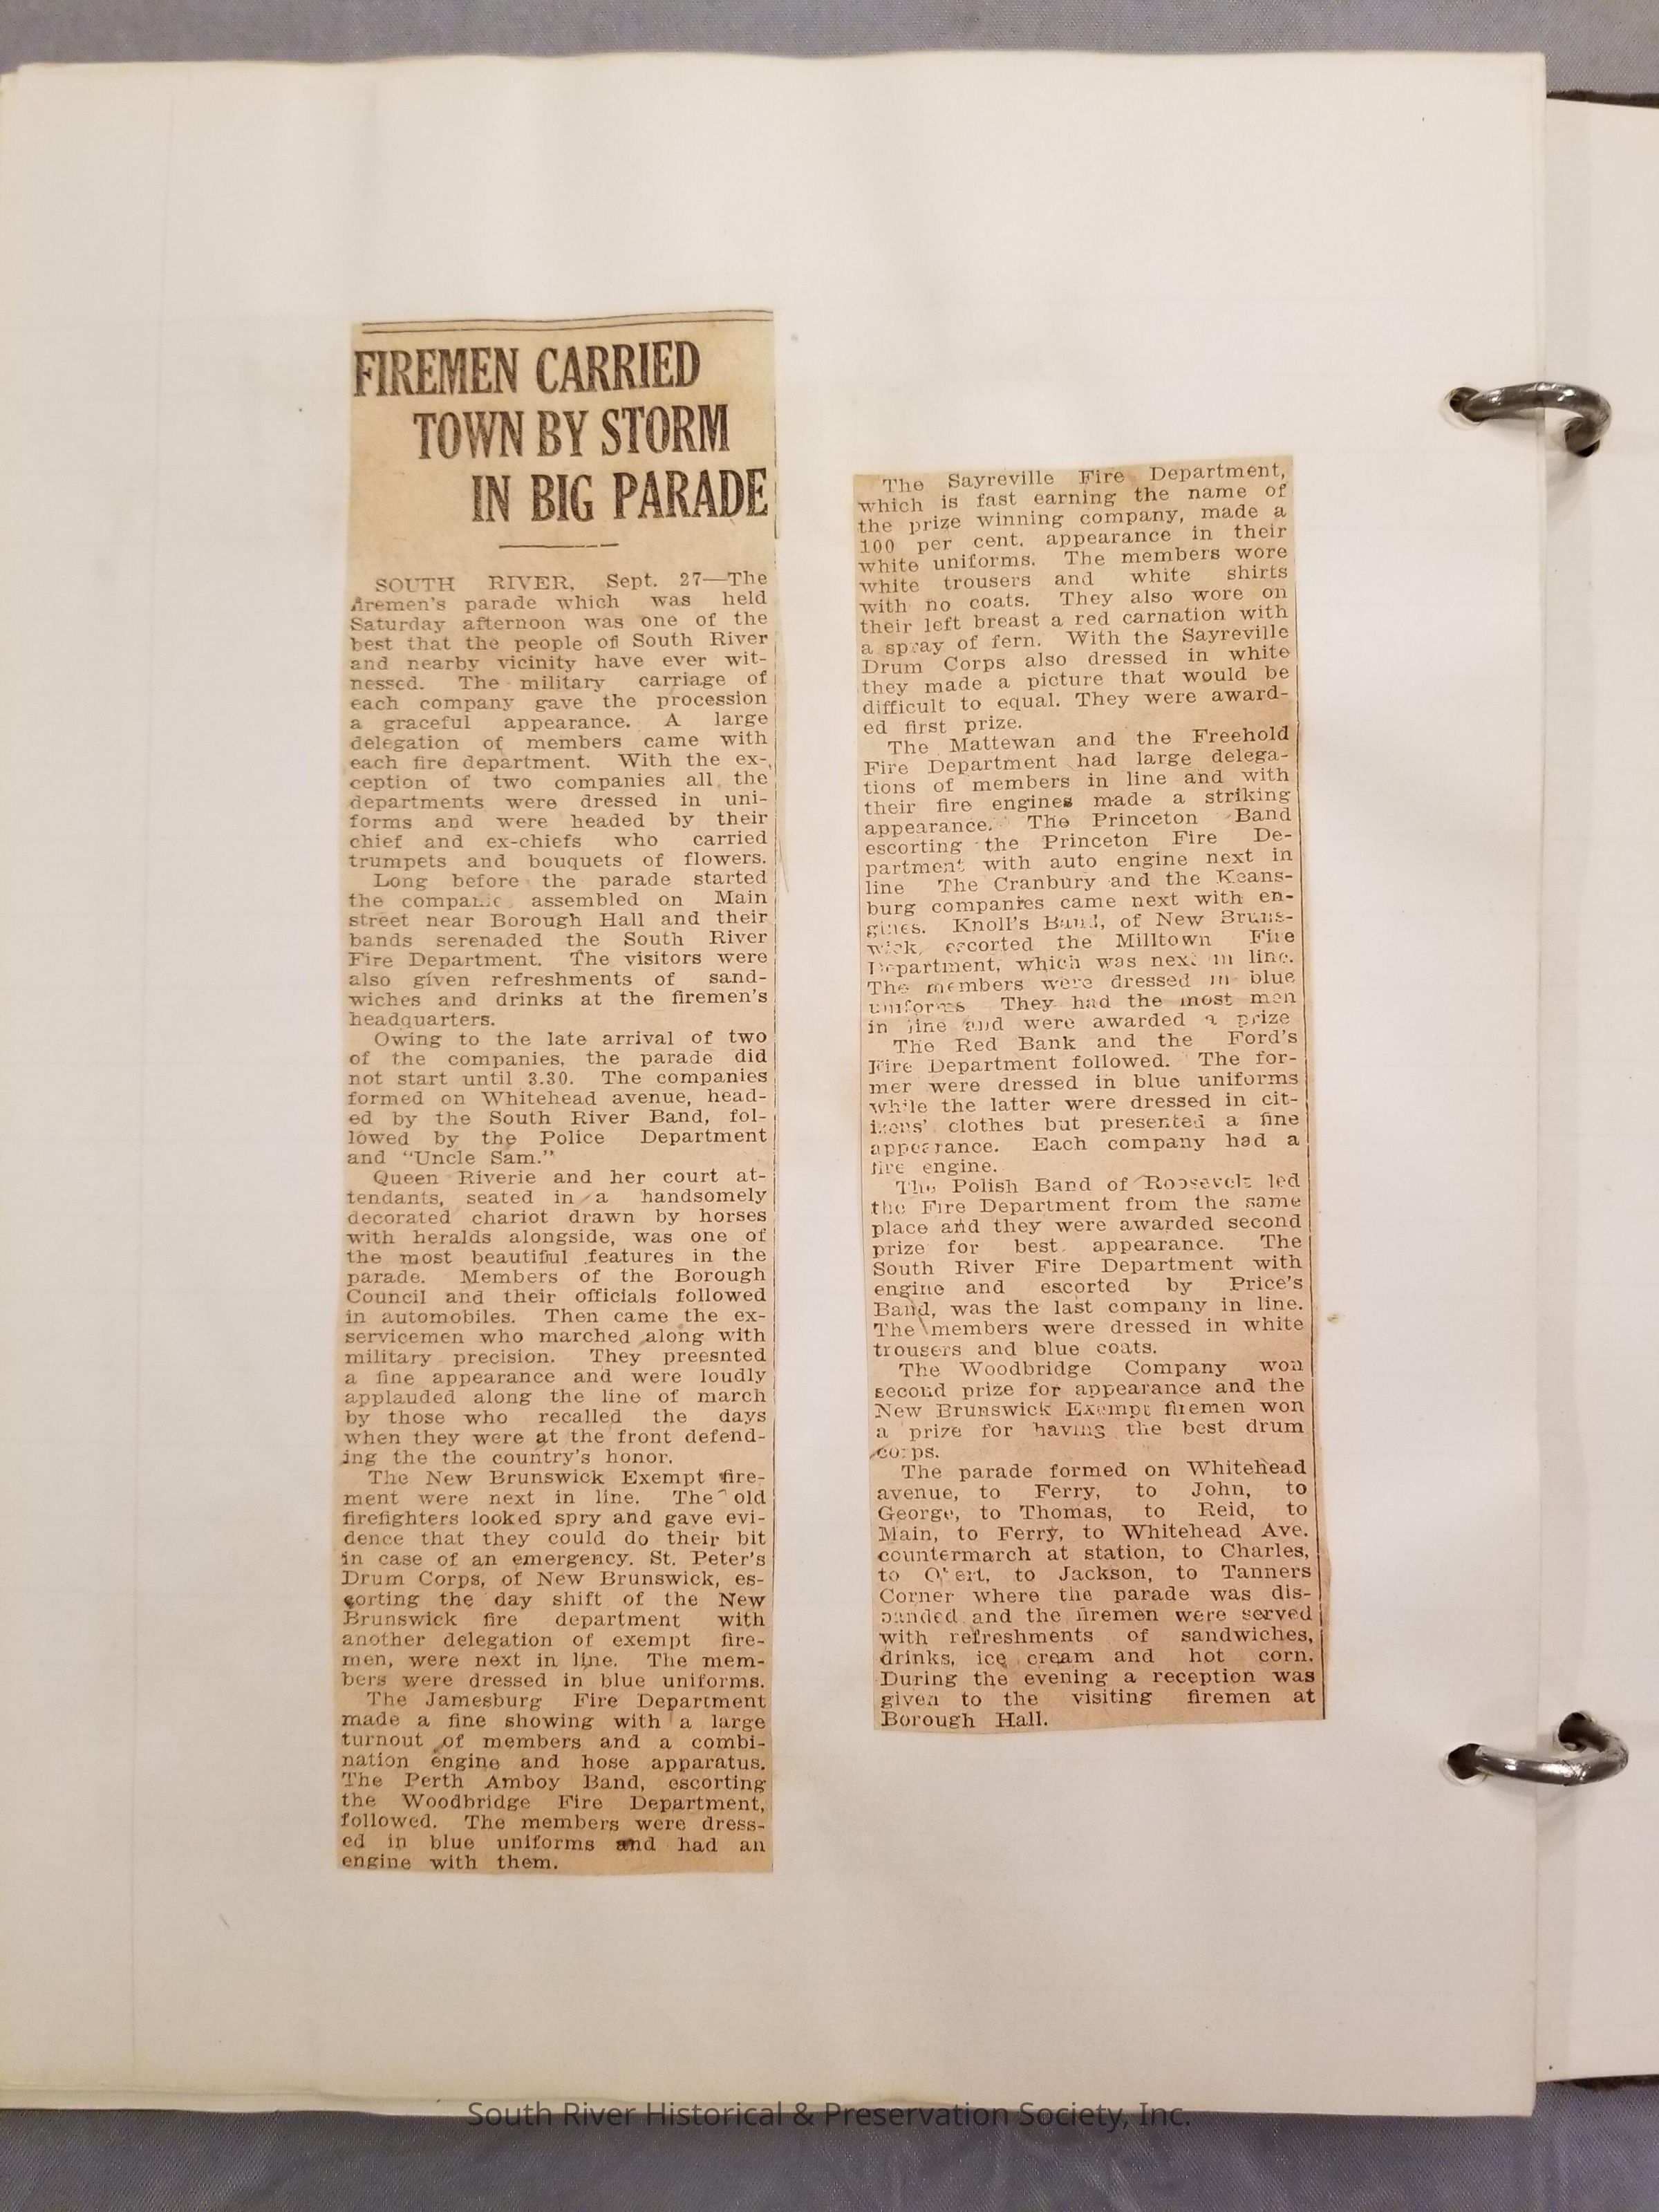 FIREMEN CARRIED
TOWN BY STORM
IN BIG PARADE
SOUTH RIVER, Sept. 27—The
firemen's parade which was held
Saturday afternoon was one of the
best that the people of South River
and nearby vicinity have ever wit-
nessed. The military carriage of
each company gave the procession
a graceful appearance. A large
delegation of members came with
each fire department. With the ex-
ception of two companies all the
departments were dressed in uni-
forms and were headed by their
chief and ex-chiefs who carried
trumpets and bouquets of flowers.
Long before the parade started
the assembled on Main
street near Borough Hall and their
bands serenaded the South River
Fire Department. The visitors were
also given refreshments of sand-
wiches and drinks at the firemen's
headquarters.
Owing to the late arrival of two
of the companies, the parade did
not start until 3.30. The companies
formed on Whitehead avenue, head-
ed by the South River Band, fol-
lowed by the Police Department
and "Uncle Sam."
Queen Riverie and her court at-
tendants, seated in a handsomely
decorated chariot drawn by horses
with heralds alongside, was one of
the most beautiful features in the
parade. Members of the Borough
Council and their officials followed
in automobiles. Then came the ex-
servicemen who marched along with
military precision. They preesnted
a fine appearance and were loudly
applauded along the line of march
by those who recalled the days
when they were at the front defend-
ing the the country's honor.
The New Brunswick Exempt fire-
ment were next in line. The old
firefighters looked spry and gave evi-
dence that they could do their bit
in case of an emergency. St. Peter's
Drum Corps, of New Brunswick, es-
corting the day shift of the New
Brunswick fire department with
another delegation of exempt fire-
men, were next in line. The mem-
bers were dressed in blue uniforms.
The Jamesburg Fire Department
made a fine showing with a large
turnout of members and a combi-
nation engine and hose apparatus.
The Perth Amboy Band, escorting
the Woodbridge Fire Department,
followed. The members were dress-
ed in blue uniforms and had an
engine with them.
The Sayreville Fire Department,
which is fast earning the name of
the prize winning company, made a
100 per cent. appearance in their
white uniforms. The members wore
white trousers and white shirts
with no coats. They also wore on
their left breast a red carnation with
a spray of fern. With the Sayreville
Drum Corps also dressed in white
they made a picture that would be
difficult to equal. They were award-
ed first prize.
The Mattewan and the Freehold
Fire Department had large delega-
tions of members in line and with
their fire engines made a striking
appearance. The Princeton Band
escorting the Princeton Fire De-
partment with auto engine next in
line The Cranbury and the Keans-
burg companies came next with en-
gines. Knoll's Band, of New Bruns-
wick, escorted the Milltown Fire
Department, which was next in line.
The members were dressed in blue
uniforms They had the most men
in line and were awarded a prize
The Red Bank and the Ford's
Fire Department followed. The for-
mer were dressed in blue uniforms
while the latter were dressed in cit-
izens' clothes but presented a fine
appearance. Each company had a
fire engine.
The Polish Band of Roosevelt led
the Fire Department from the same
place and they were awarded second
prize for best appearance. The
South River Fire Department with
engine and escorted by Price's
Band, was the last company in line.
The members were dressed in white
trousers and blue coats.
The Woodbridge Company won
second prize for appearance and the
New Brunswick Exempt firemen won
a prize for having the best drum
corps.
The parade formed on Whitehead
avenue, to Ferry, to John, to
George, to Thomas, to Reid, to
Main, to Ferry, to Whitehead Ave.
countermarch at station, to Charles,
to to Jackson, to Tanners
Corner where the parade was dis-
banded and the firemen were served
with refreshments of sandwiches,
drinks, ice cream and hot corn.
During the evening a reception was
given to the visiting firemen at
Borough Hall.
South River Historical & Preservation Society, Inc.